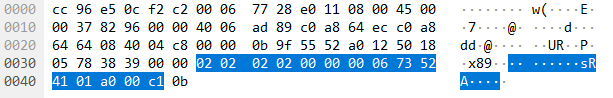 0000 cc 96 e5 0c f2 c2 00 06 77 28 e0 11 08 00 45 00 ········ w(····E·
0010 00 37 82 96 00 00 40 06 ad 89 c0 a8 64 ec c0 a8 ·7····@· ····d···
0020 64 64 08 40 04 c8 00 00 0b 9f 55 52 a0 12 50 18 dd·@···· ··UR··P·
0030 05 78 38 39 00 00 02 02 02 02 00 00 00 06 73 52 ·x89···· ······sR
0040 41 01 a0 00 c1 0b A·····